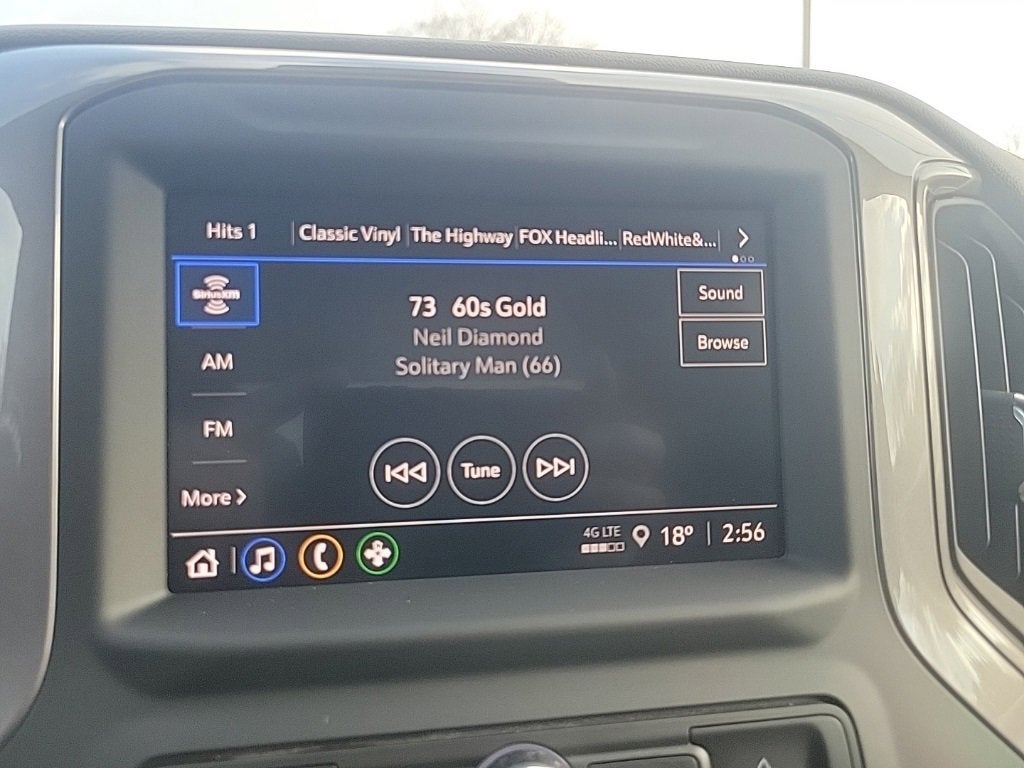 Hits 1 Classic Vinyl The Highway FOX Headli... RedWhite&...
SiriusXM
73 60s Gold
Neil Diamond
Solitary Man (66)
Sound
Browse
AM
FM
More
Tune
4G LTE
18° 2:56